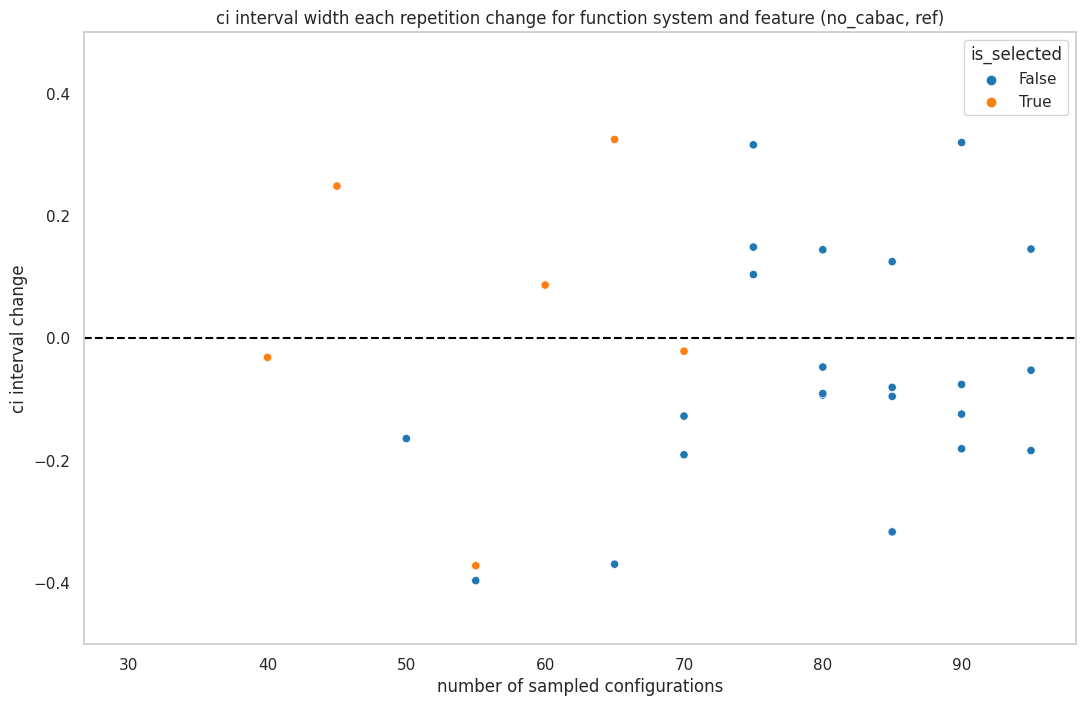 ci interval width each repetition change for function system and feature (no_cabac, ref)
is_selected
False
True
ci interval change
0.4
0.2
0.0
−0.2
−0.4
30 40 50 60 70 80 90
number of sampled configurations